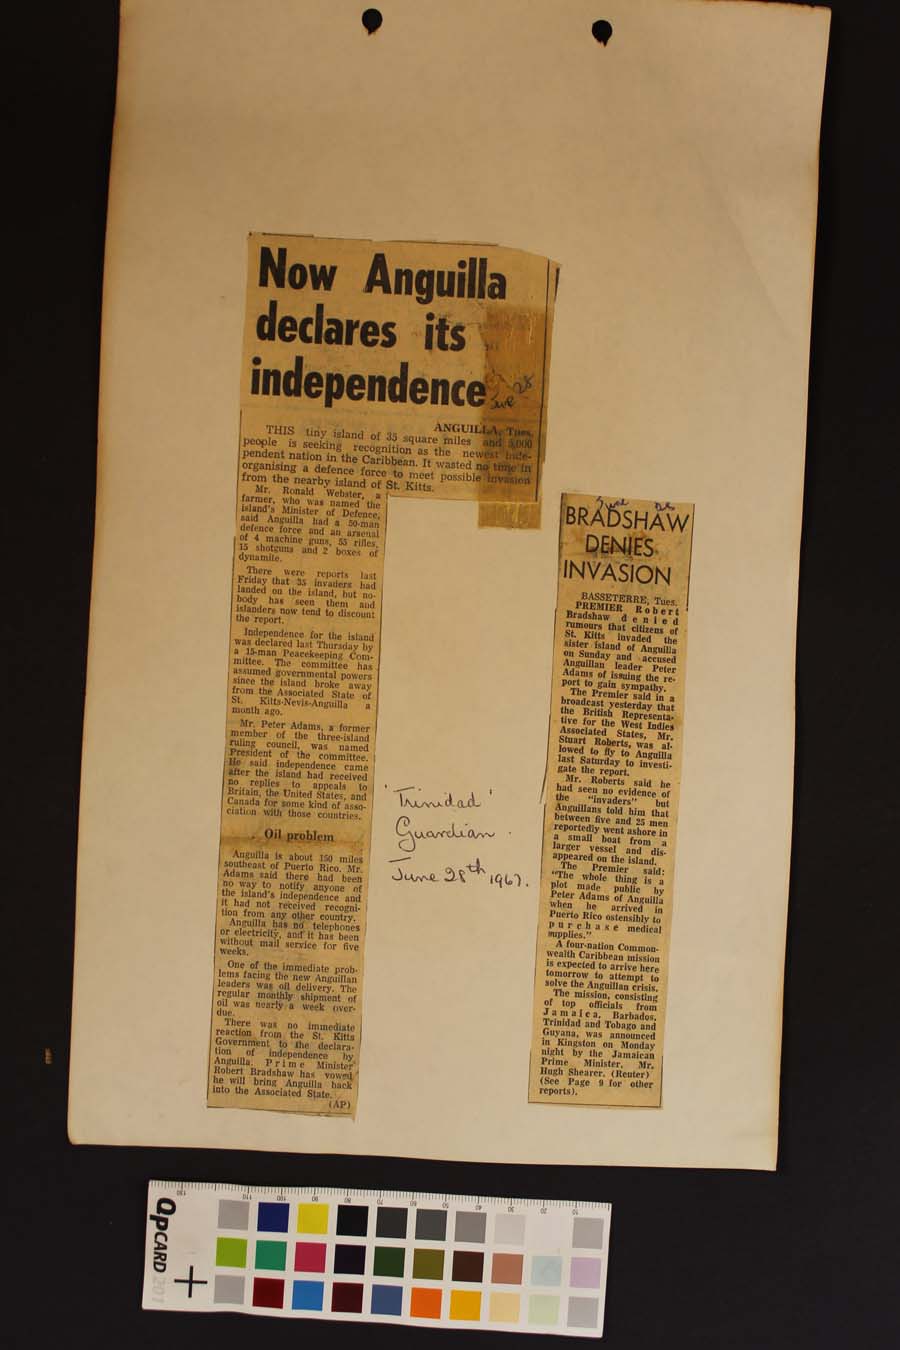 Now Anguilla
declares its
independence
June 28
ANGUILLA, Tues.
THIS tiny island of 35 square miles and 5,000
people is seeking recognition as the newest inde-
pendent nation in the Caribbean. It wasted no time in
organising a defence force to meet possible invasion
from the nearby island of St. Kitts.
Mr. Ronald Webster, a
farmer, who was named the
island's Minister of Defence,
said Anguilla had a 50-man
defence force and an arsenal
of 4 machine guns, 55 rifles,
15 shotguns and 2 boxes of
dynamite.
There were reports last
Friday that 35 invaders had
landed on the island, but no-
body has seen them and
islanders now tend to discount
the report.
Independence for the island
was declared last Thursday by
a 15-man Peacekeeping Com-
mittee. The committee has
assumed governmental powers
since the island broke away
from the Associated State of
St. Kitts-Nevis-Anguilla a
month ago.
Mr. Peter Adams, a former
member of the three-island
ruling council, was named
President of the committee.
He said independence came
after the island had received
no replies to appeals to
Britain, the United States, and
Canada for some kind of asso-
ciation with those countries.
Oil problem
Anguilla is about 150 miles
southeast of Puerto Rico. Mr.
Adams said there had been
no way to notify anyone of
the island's independence and
it had not received recogni-
tion from any other country.
Anguilla has no telephones
or electricity, and it has been
without mail service for five
weeks.
One of the immediate prob-
lems facing the new Anguillan
leaders was oil delivery. The
regular monthly shipment of
oil was nearly a week over-
due.
There was no immediate
reaction from the St. Kitts
Government to the declara-
tion of independence by
Anguilla. Prime Minister
Robert Bradshaw has vowed
he will bring Anguilla back
into the Associated State.
(AP)
'Trinidad'
Guardian.
June 28th 1967.
June 28
BRADSHAW
DENIES
INVASION
BASSETERRE, Tues.
PREMIER Robert
Bradshaw denied
rumours that citizens of
St. Kitts invaded the
sister island of Anguilla
on Sunday and accused
Anguillan leader Peter
Adams of issuing the re-
port to gain sympathy.
The Premier said in a
broadcast yesterday that
the British Representa-
tive for the West Indies
Associated States, Mr.
Stuart Roberts, was al-
lowed to fly to Anguilla
last Saturday to investi-
gate the report.
Mr. Roberts said he
had seen no evidence of
the "invaders" but
Anguillans told him that
between five and 25 men
reportedly went ashore in
a small boat from a
larger vessel and dis-
appeared on the island.
The Premier said:
"The whole thing is a
plot made public by
Peter Adams of Anguilla
when he arrived in
Puerto Rico ostensibly to
purchase medical
supplies."
A four-nation Common-
wealth Caribbean mission
is expected to arrive here
tomorrow to attempt to
solve the Anguillan crisis.
The mission, consisting
of top officials from
Jamaica, Barbados,
Trinidad and Tobago and
Guyana, was announced
in Kingston on Monday
night by the Jamaican
Prime Minister, Mr.
Hugh Shearer. (Reuter)
(See Page 9 for other
reports).
QPCARD 201
130 110 100 90 80 70 60 50 40 30 20 10